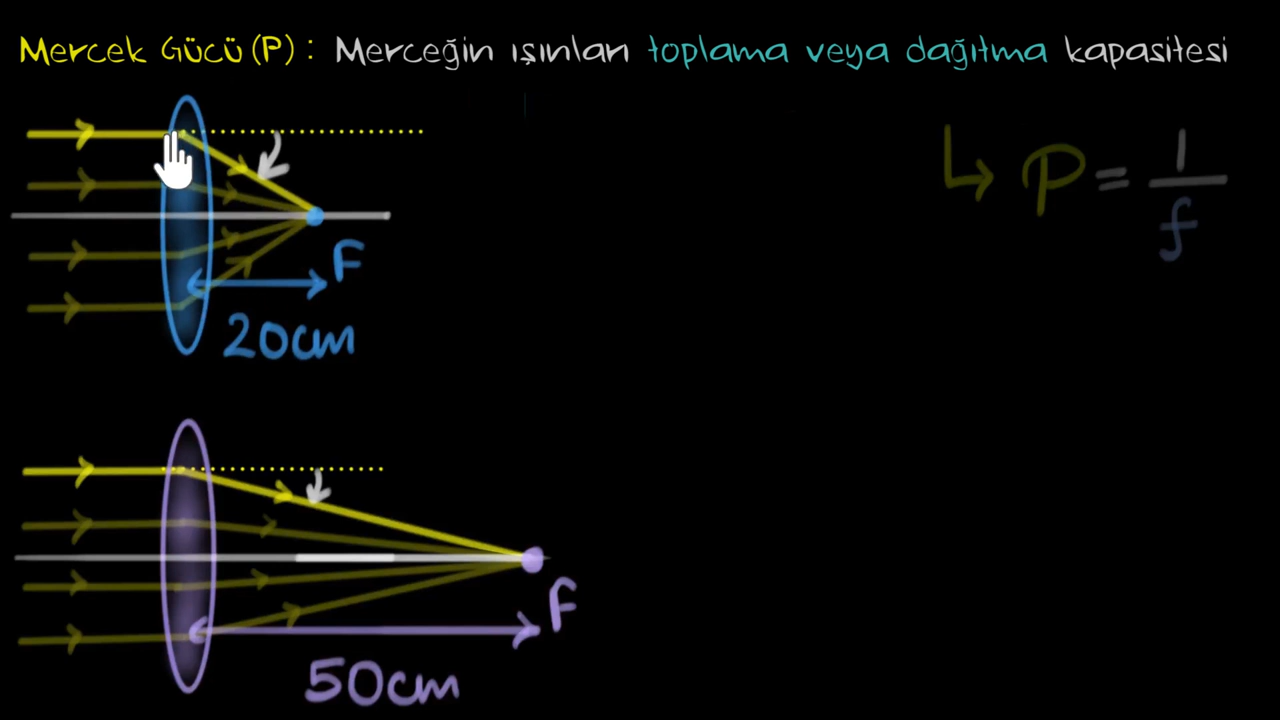 Mercek Gücü (P) : Merceğin ışınları toplama veya dağıtma kapasitesi
P = 1/f
F
20cm
F
50cm